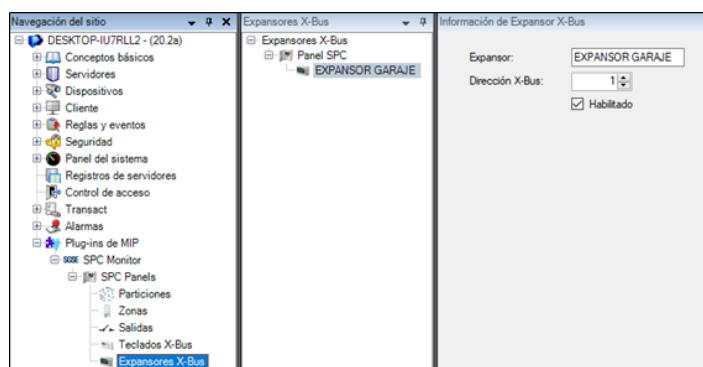 Navegación del sitio
DESKTOP-IU7RLL2 - (20.2a)
Conceptos básicos
Servidores
Dispositivos
Cliente
Reglas y eventos
Seguridad
Panel del sistema
Registros de servidores
Control de acceso
Transact
Alarmas
Plug-ins de MIP
SPC Monitor
SPC Panels
Particiones
Zonas
Salidas
Teclados X-Bus
Expansores X-Bus
Expansores X-Bus
Expansores X-Bus
Panel SPC
EXPANSOR GARAJE
Información de Expansor X-Bus
Expansor: EXPANSOR GARAJE
Dirección X-Bus: 1
Habilitado